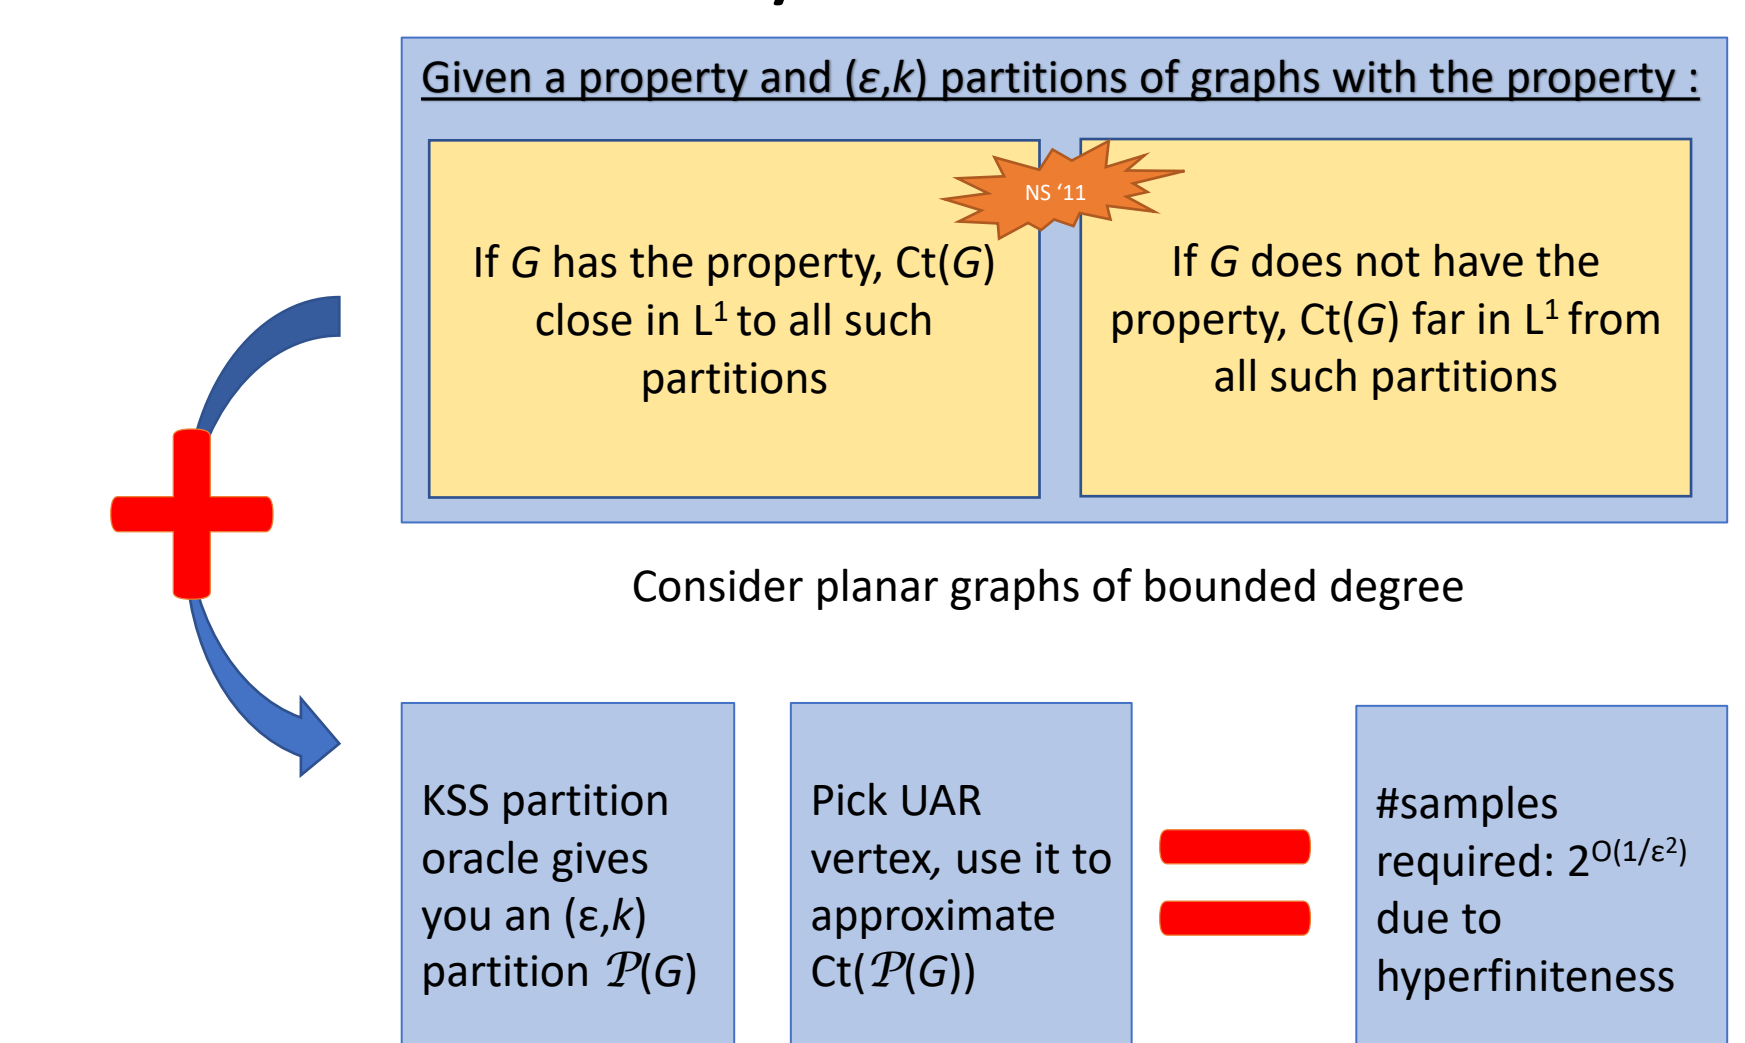 Given a property and (ε,k) partitions of graphs with the property :
NS ‘11
If G has the property, Ct(G)
close in L¹ to all such
partitions
If G does not have the
property, Ct(G) far in L¹ from
all such partitions
Consider planar graphs of bounded degree
KSS partition
oracle gives
you an (ε,k)
partition 𝒫(G)
Pick UAR
vertex, use it to
approximate
Ct(𝒫(G))
#samples
required: 2^O(1/ε²)
due to
hyperfiniteness